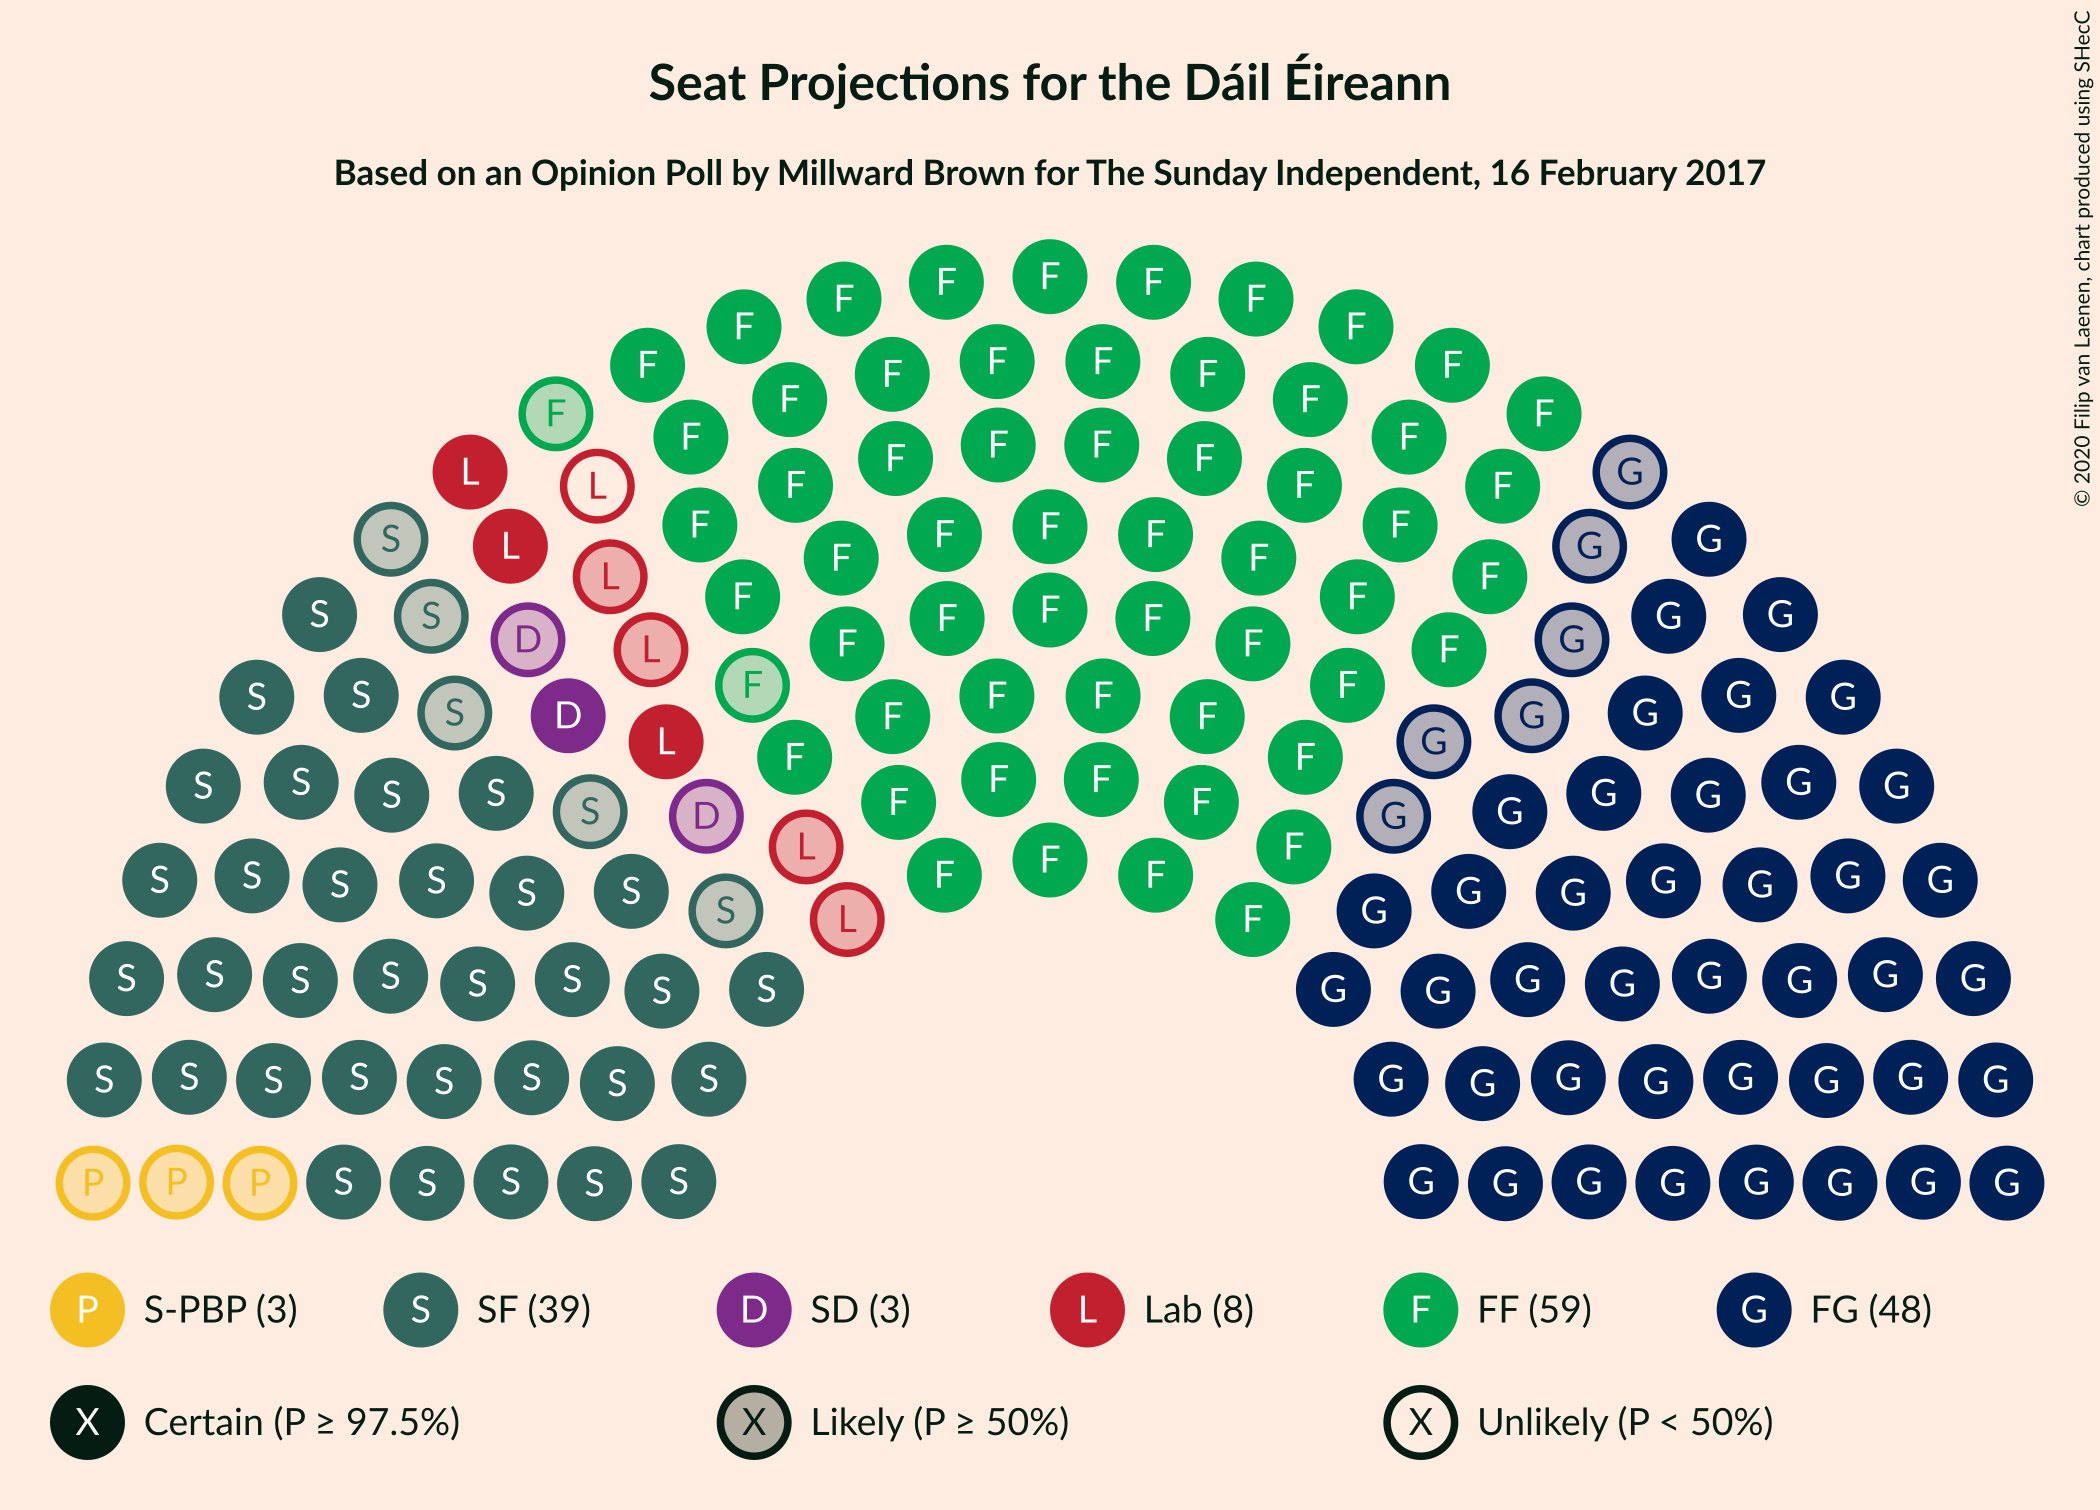 Seat Projections for the Dáil Éireann
Based on an Opinion Poll by Millward Brown for The Sunday Independent, 16 February 2017
© 2020 Filip van Laenen, chart produced using SHecC
F F F F F
F F F F
F F F F
F F F F
F F
F F F F
F F F F
F F
L G
F F
L F F G
F F F
S L G G
F F
L F F F
F F
S F F F S G G
D G
L F F
F F
F G
S S F F F F G G
S D G G
L G
F F
F F F F
S S S S S D G G G G G
L F
S S S S S S G G G G G G
F F F
S L F G
S S S S S S S S G G G G G G G G
S S S S S S S S G G G G G G G G
P P P S S S S S G G G G G G G G
P S-PBP (3) S SF (39) D SD (3) L Lab (8) F FF (59) G FG (48)
X Certain (P ≥ 97.5%) X Likely (P ≥ 50%) X Unlikely (P < 50%)